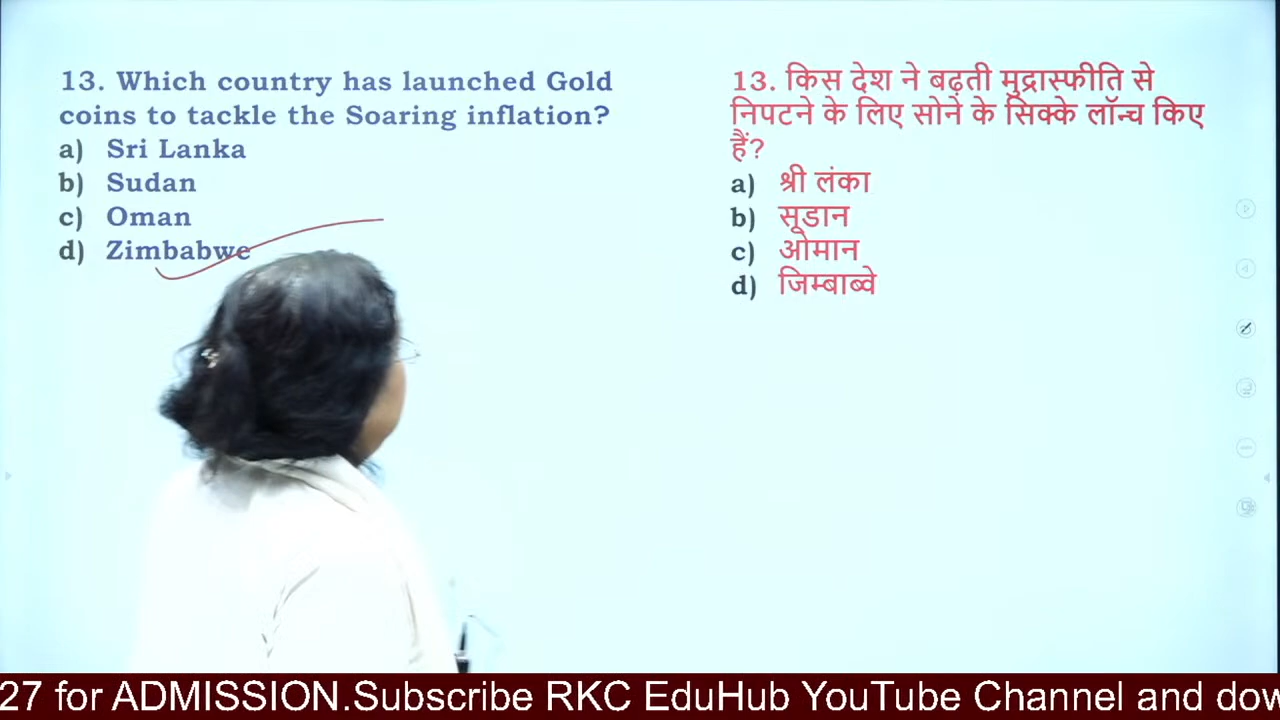 13. Which country has launched Gold
coins to tackle the Soaring inflation?
a) Sri Lanka
b) Sudan
c) Oman
d) Zimbabwe
13. किस देश ने बढ़ती मुद्रास्फीति से
निपटने के लिए सोने के सिक्के लॉन्च किए
हैं?
a) श्री लंका
b) सूडान
c) ओमान
d) जिम्बाब्वे
27 for ADMISSION.Subscribe RKC EduHub YouTube Channel and dow